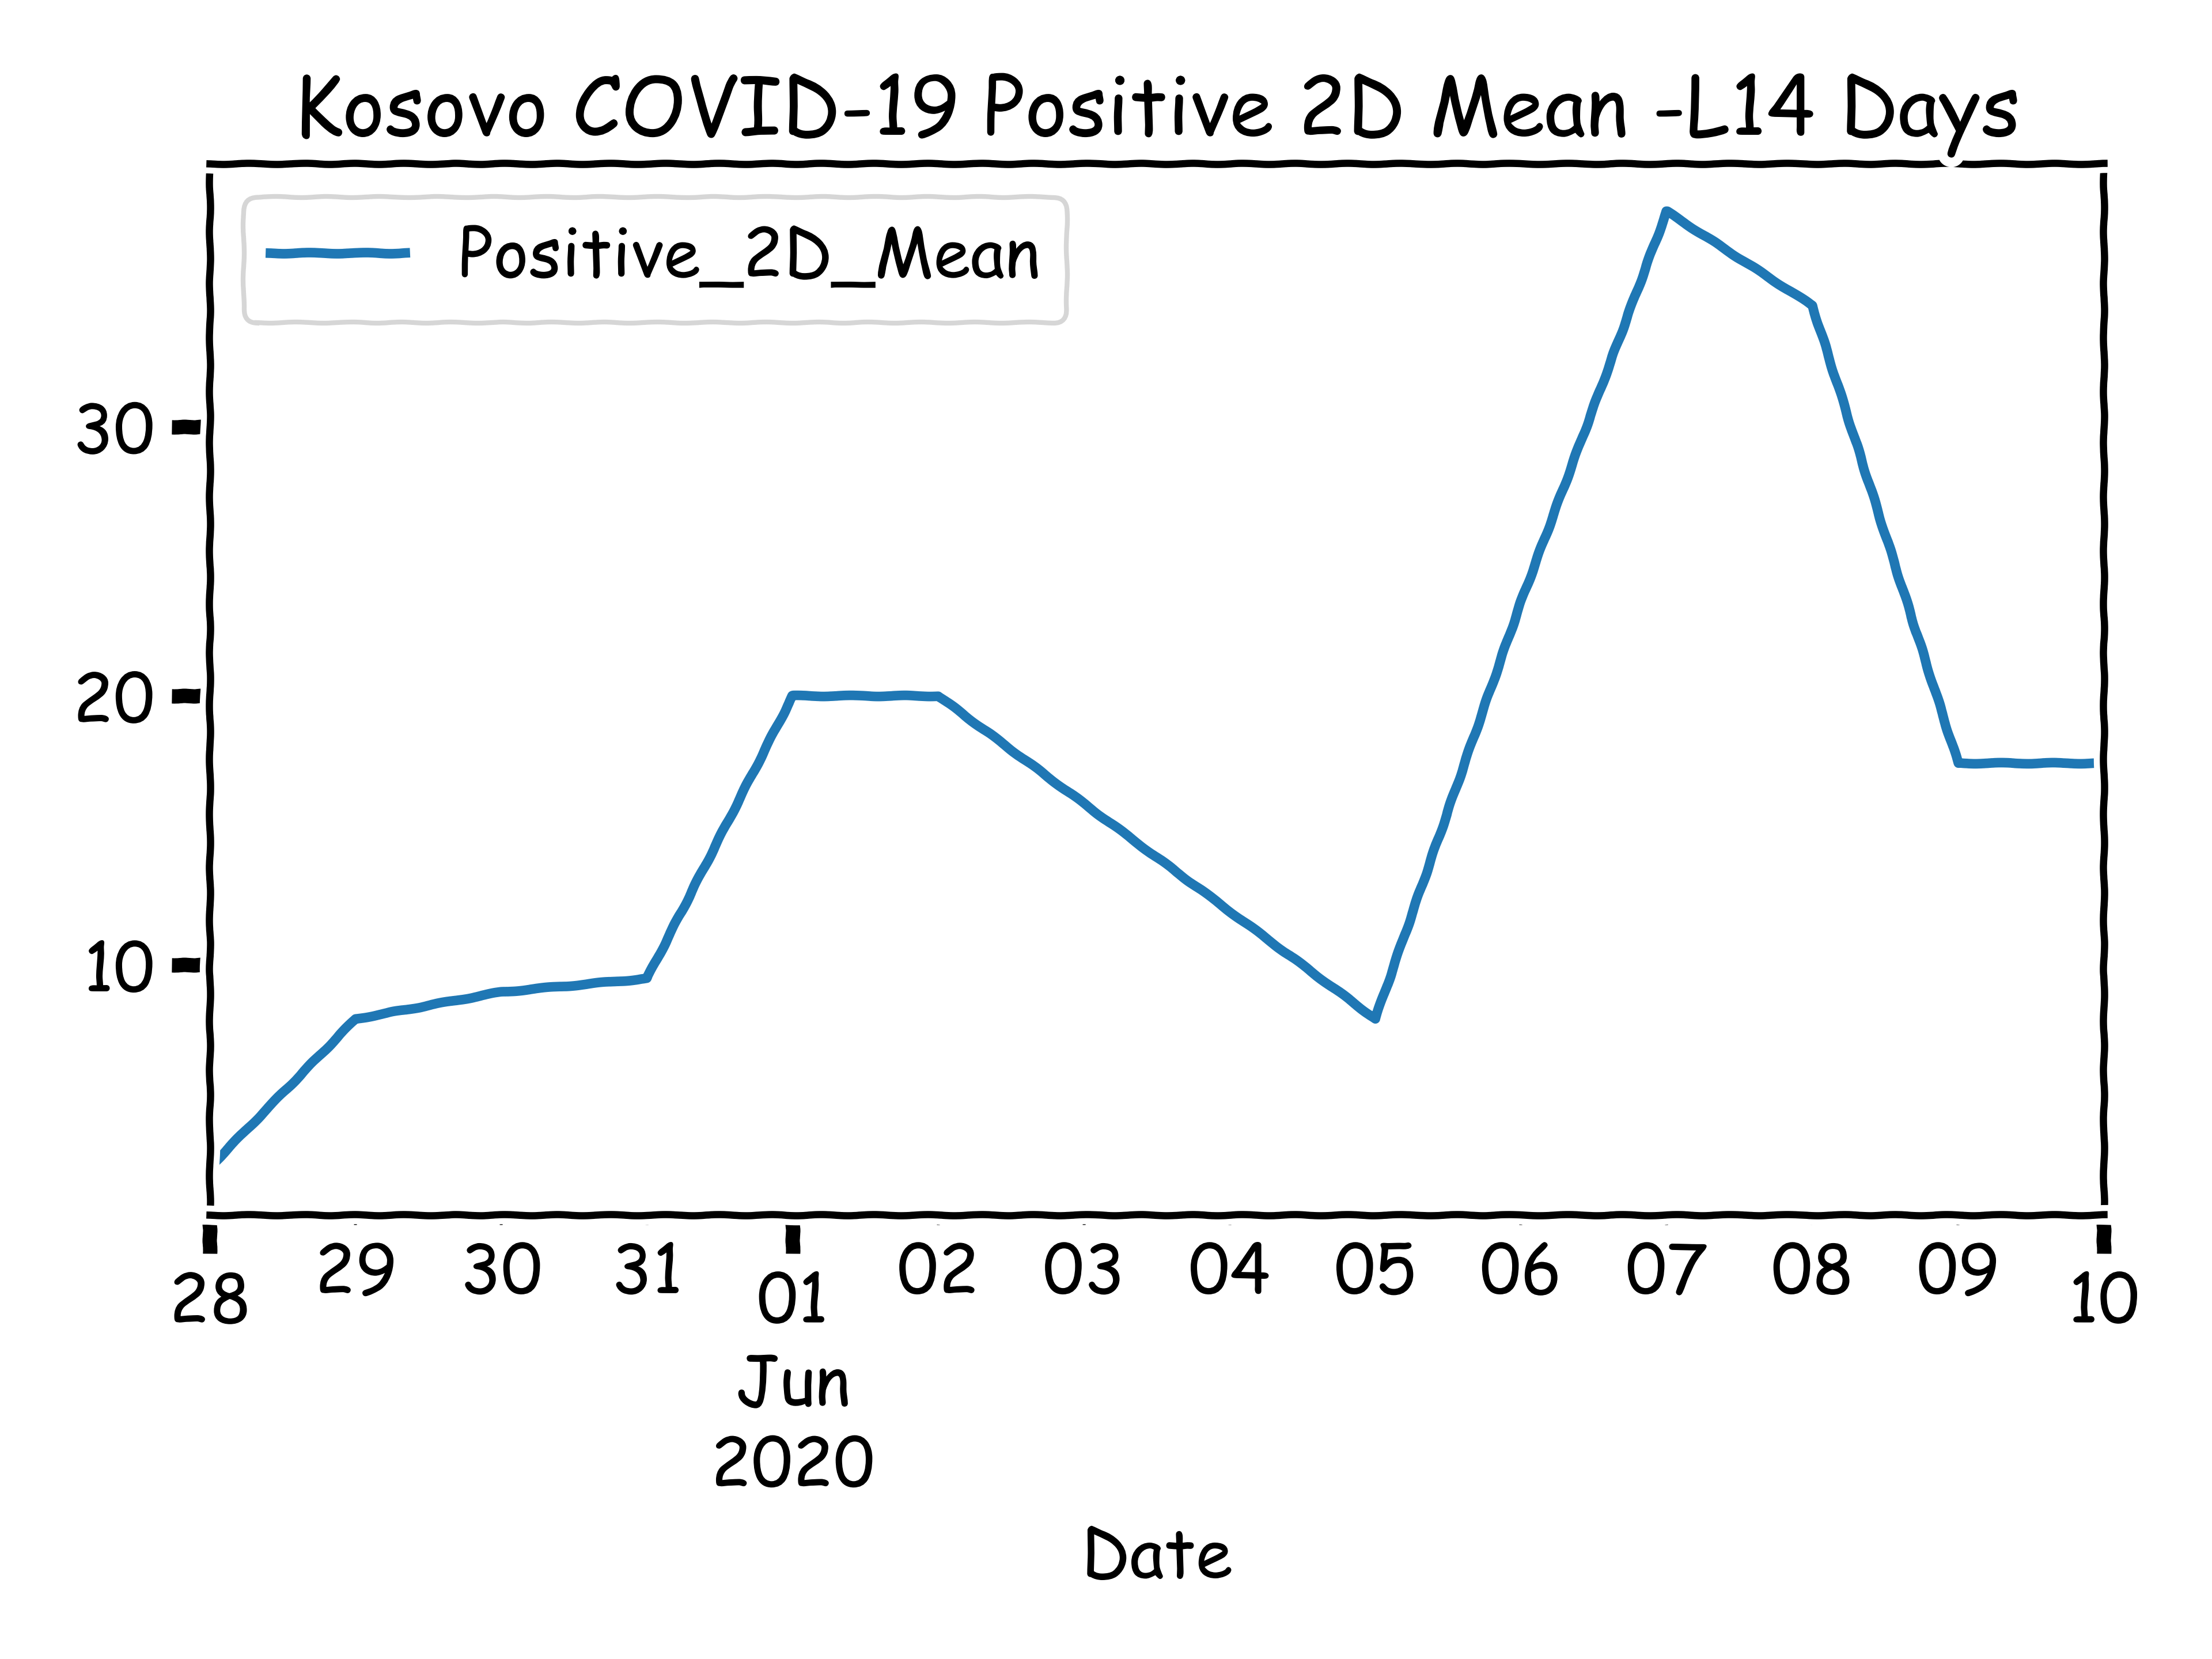 Kosovo COVID-19 Positive 2D Mean -L14 Days
Positive_2D_Mean
30
20
10
28 29 30 31 01 02 03 04 05 06 07 08 09 10
Jun
2020
Date